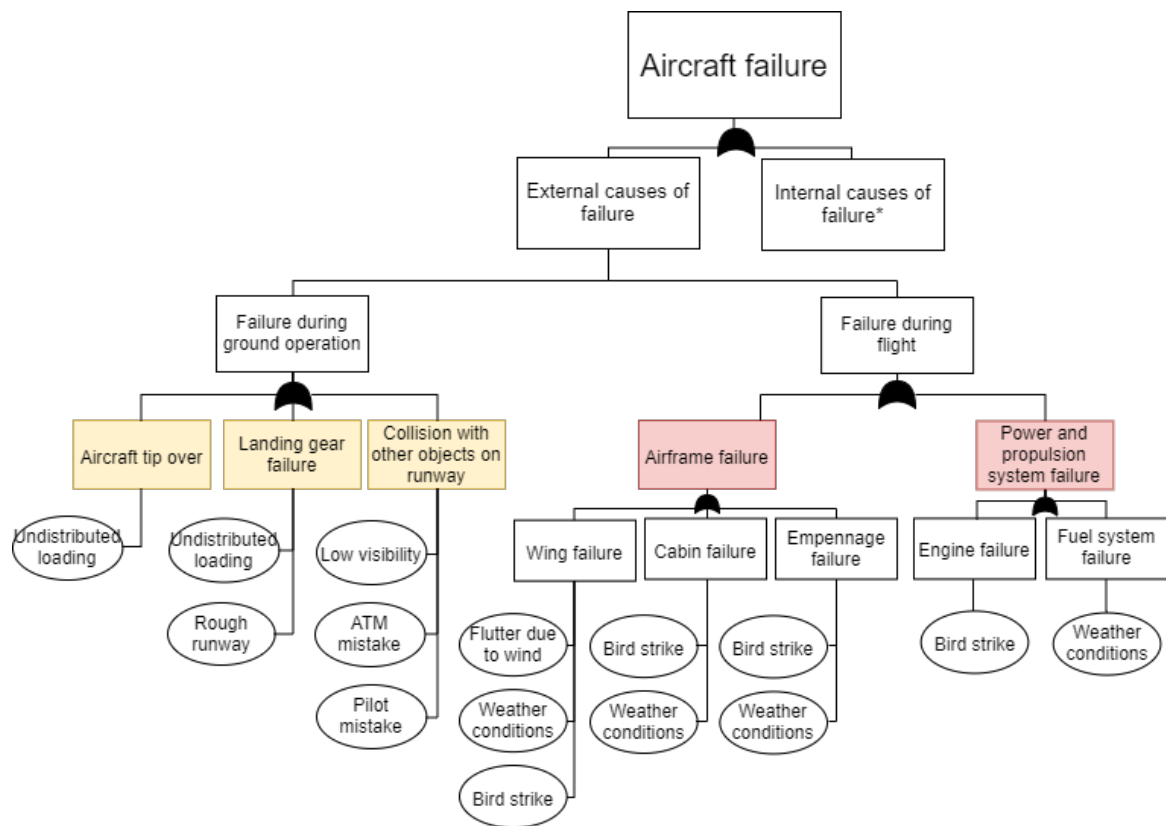 Aircraft failure
External causes of
failure
Internal causes of
failure*
Failure during
ground operation
Failure during
flight
Aircraft tip over
Landing gear
failure
Collision with
other objects on
runway
Airframe failure
Power and
propulsion
system failure
Undistributed
loading
Undistributed
loading
Rough
runway
Low visibility
ATM
mistake
Pilot
mistake
Wing failure
Cabin failure
Empennage
failure
Engine failure
Fuel system
failure
Flutter due
to wind
Weather
conditions
Bird strike
Bird strike
Weather
conditions
Bird strike
Weather
conditions
Bird strike
Weather
conditions